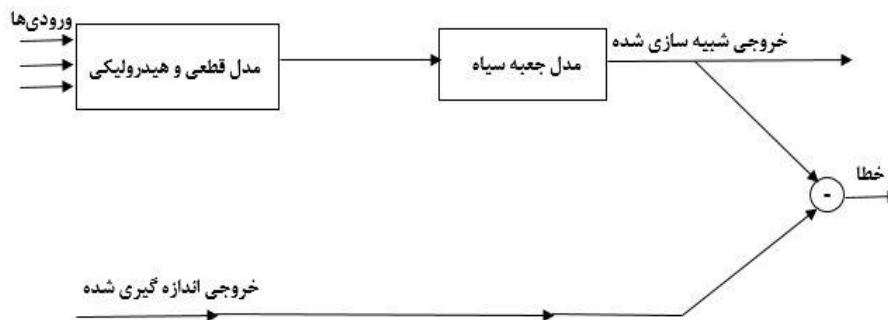 ورودی‌ها
مدل قطعی و هیدرولیکی
مدل جعبه سیاه
خروجی شبیه سازی شده
خطا
-
خروجی اندازه گیری شده